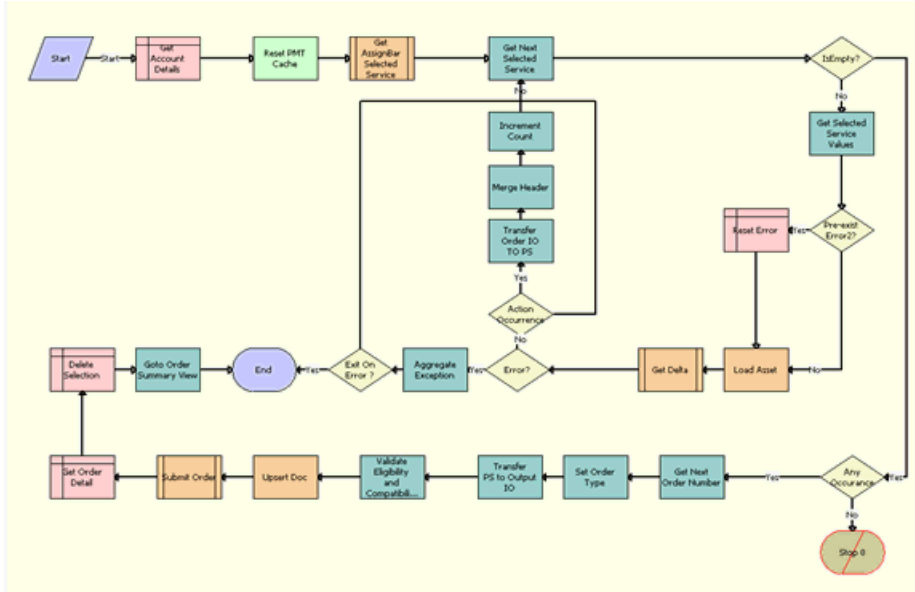 Start
Start
Get
Account
Details
Reset PMT
Cache
Get
AssignBar
Selected
Service
Get Next
Selected
Service
IsEmpty?
No
No
Increment
Count
Get Selected
Service
Values
Merge Header
Transfer
Order IO
TO PS
Reset Error
Yes
Pre-exist
Error2?
Yes
Action
Occurrence
No
Delete
Selection
Goto Order
Summary View
End
Yes
Exit On
Error ?
Aggregate
Exception
Yes
Error?
Get Delta
Load Asset
No
Get Order
Detail
Submit Order
Upsert Doc
Validate
Eligibility
and
Compatibili...
Transfer
PS to Output
IO
Set Order
Type
Get Next
Order Number
Yes
Any
Occurance
Yes
No
Stop 0